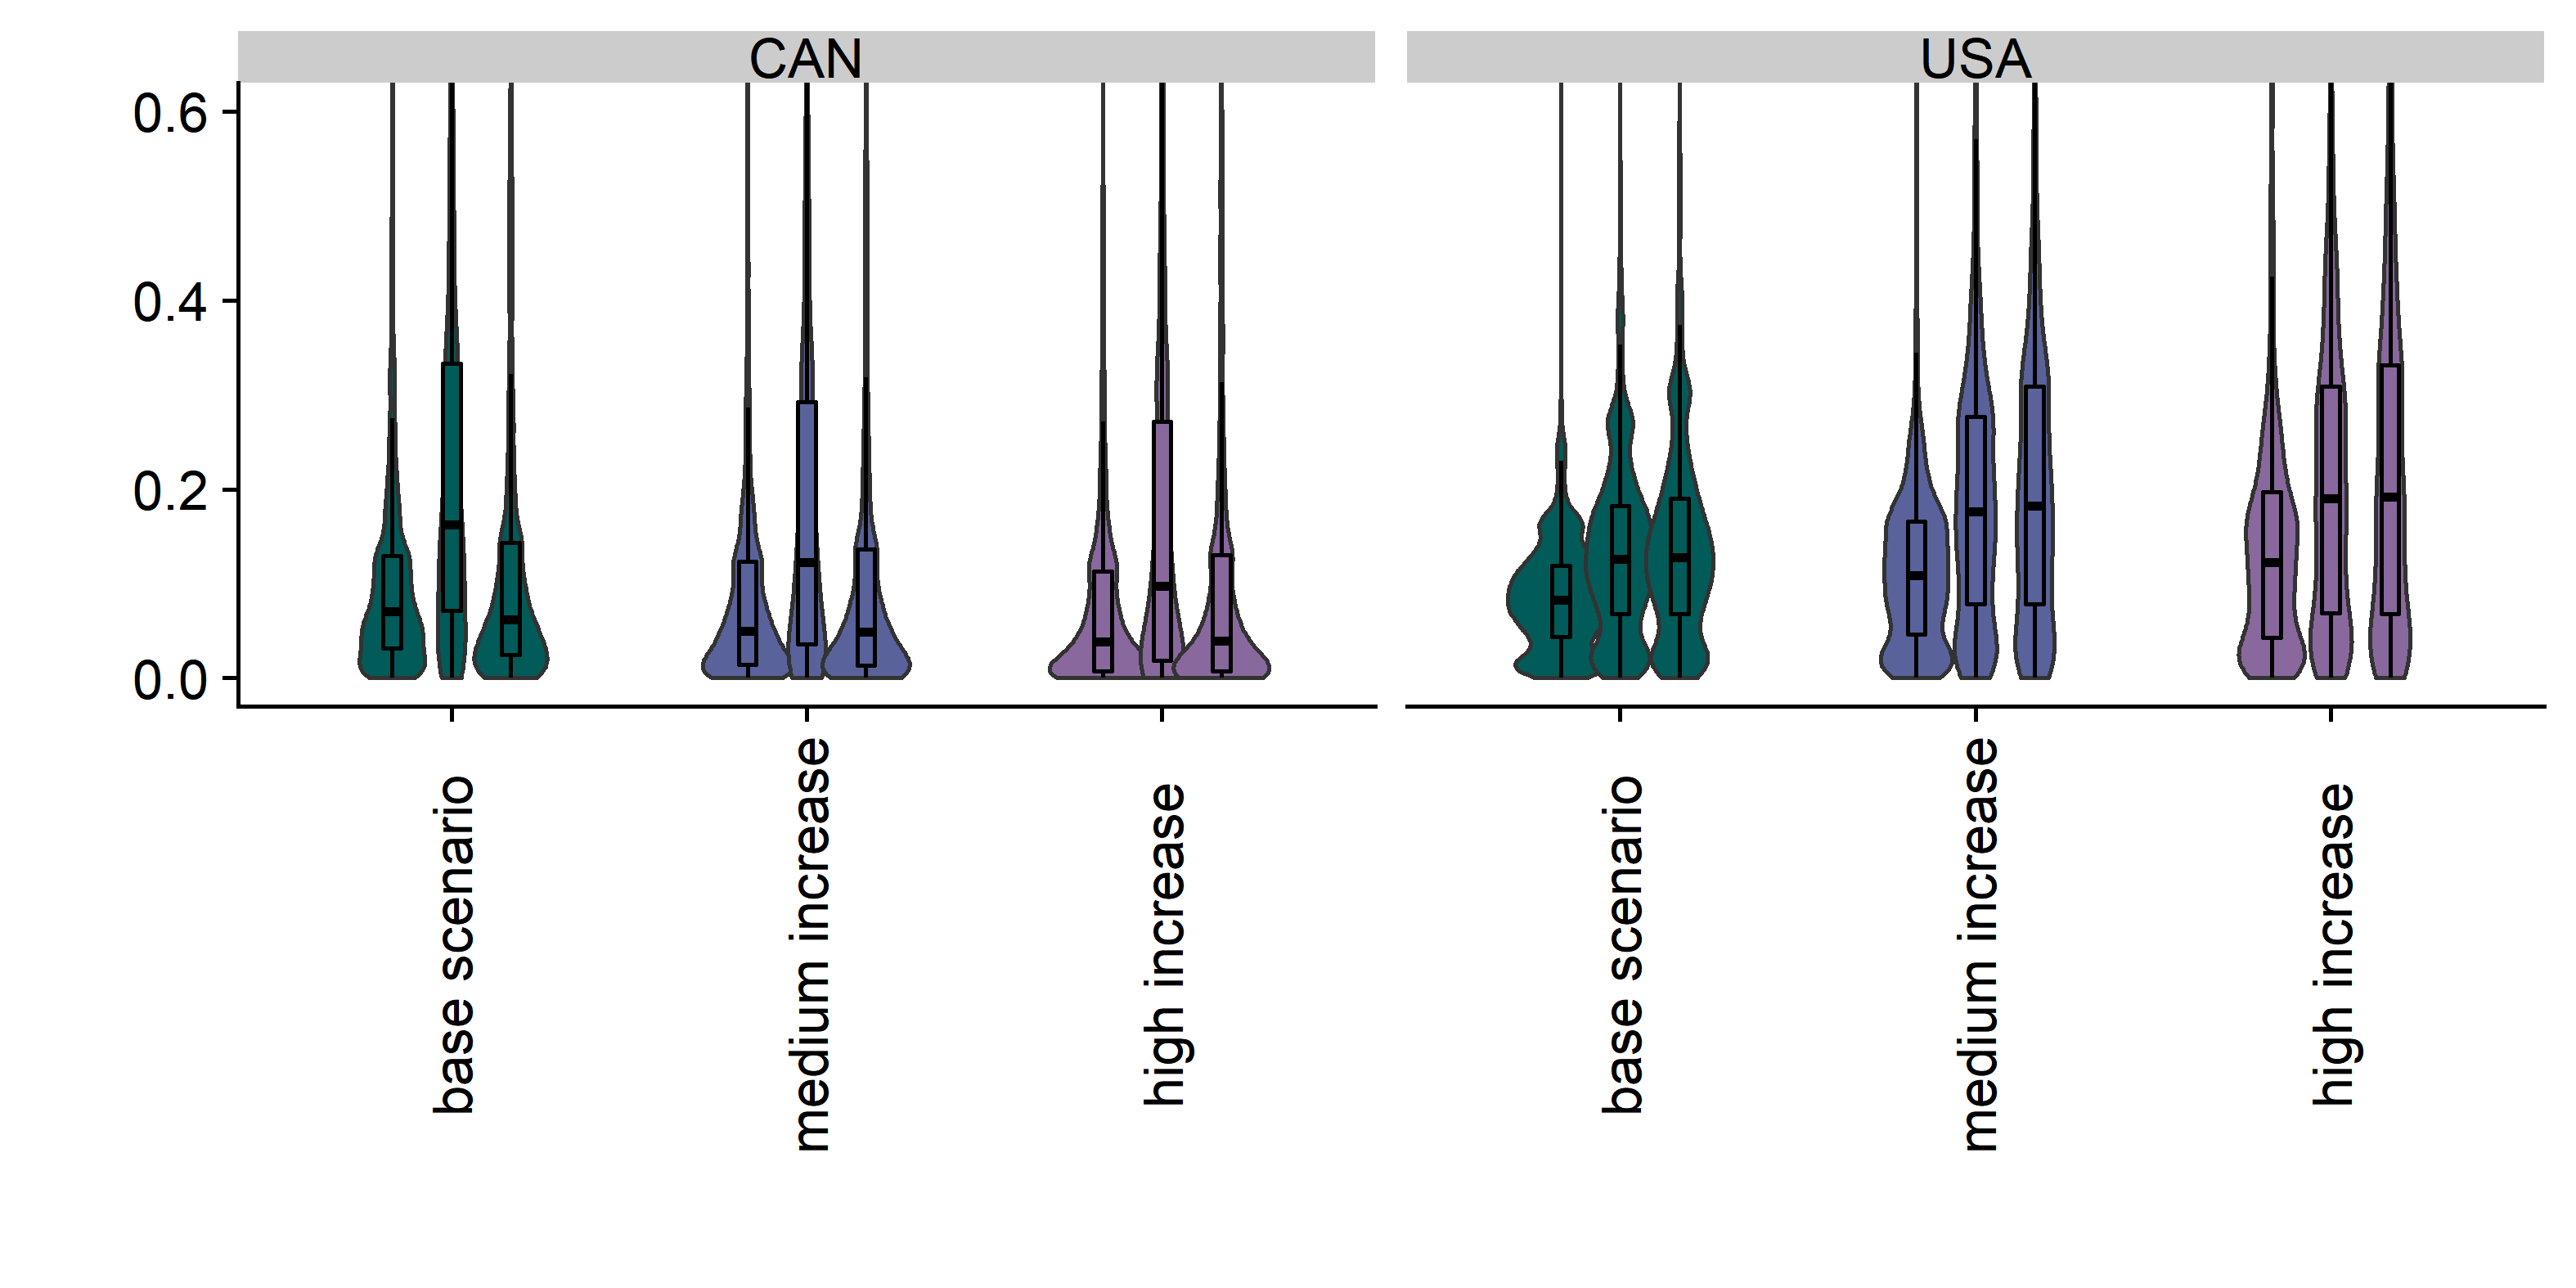 CAN
USA
0.6
0.4
0.2
0.0
base scenario
medium increase
high increase
base scenario
medium increase
high increase